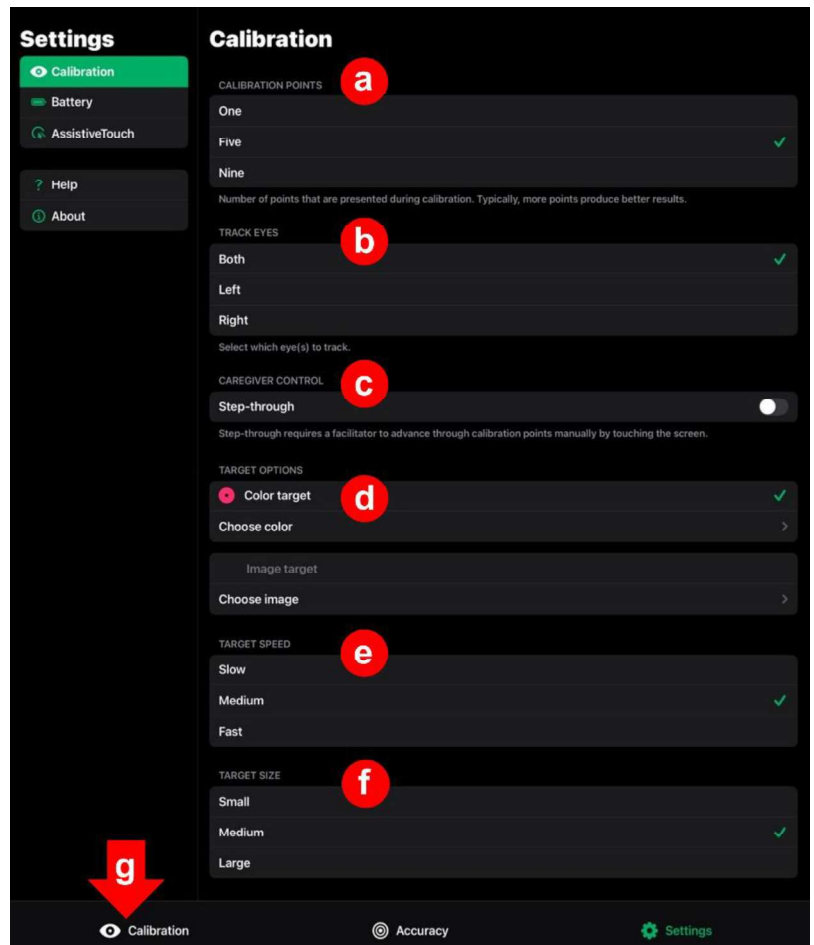 Settings
Calibration
Battery
AssistiveTouch
? Help
About
Calibration
CALIBRATION POINTS
a
One
Five
Nine
Number of points that are presented during calibration. Typically, more points produce better results.
TRACK EYES
b
Both
Left
Right
Select which eye(s) to track.
CAREGIVER CONTROL
c
Step-through
Step-through requires a facilitator to advance through calibration points manually by touching the screen.
TARGET OPTIONS
d
Color target
Choose color
Image target
Choose image
TARGET SPEED
e
Slow
Medium
Fast
TARGET SIZE
f
Small
Medium
Large
g
Calibration
Accuracy
Settings